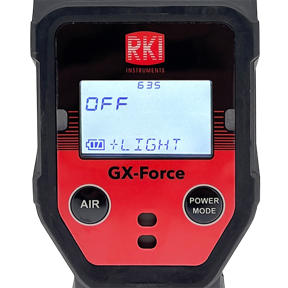 RKI
INSTRUMENTS
635
OFF
+LIGHT
GX-Force
AIR
POWER
MODE